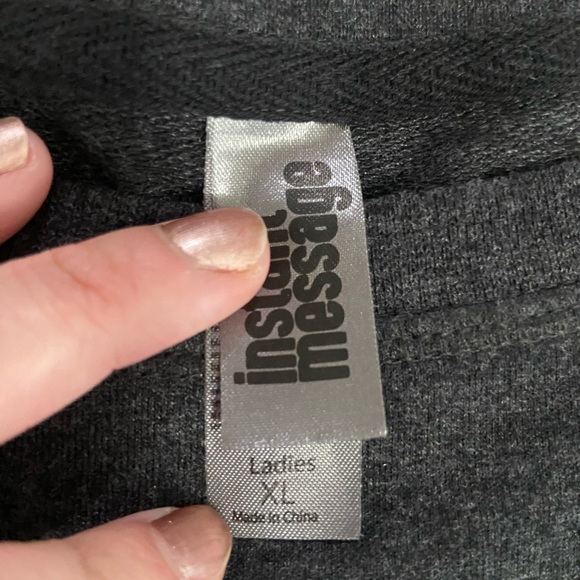 instant
message
Ladies
XL
Made in China